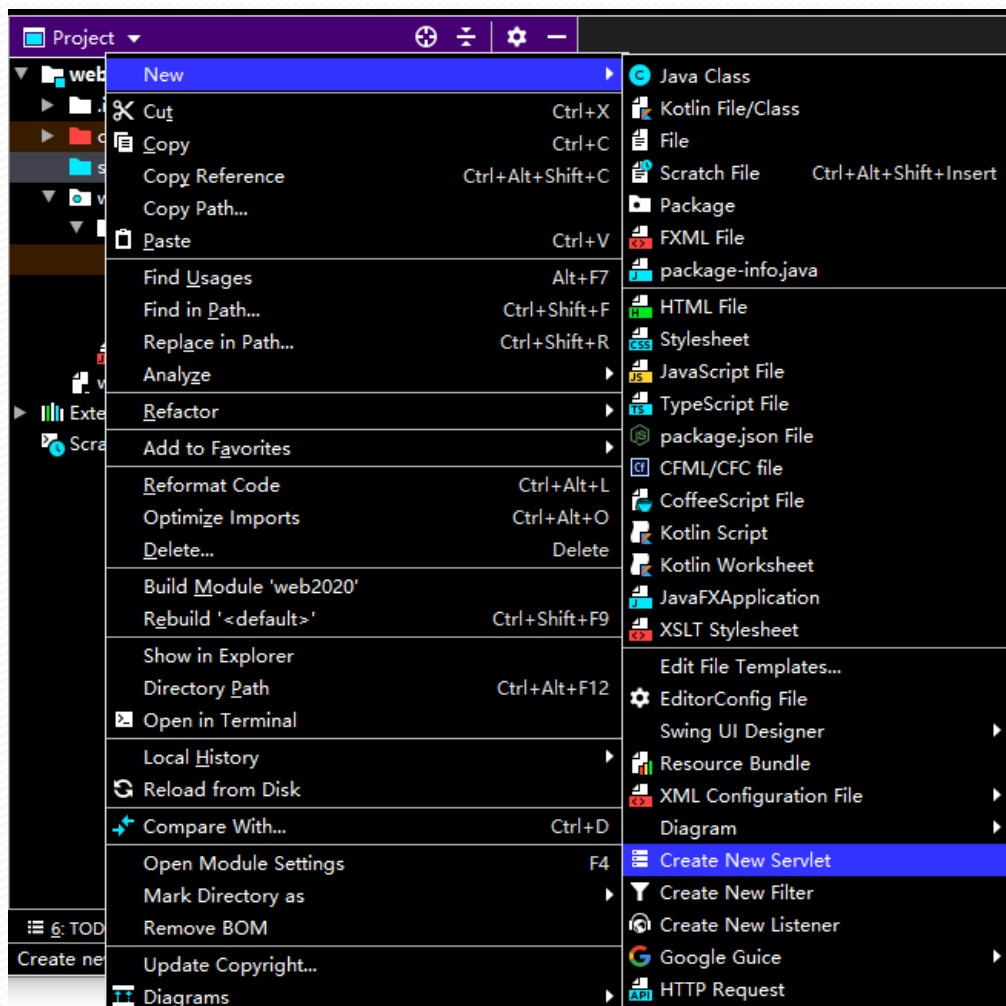 Project
web
New
Cut Ctrl+X
Copy Ctrl+C
Copy Reference Ctrl+Alt+Shift+C
Copy Path...
Paste Ctrl+V
Find Usages Alt+F7
Find in Path... Ctrl+Shift+F
Replace in Path... Ctrl+Shift+R
Analyze
Refactor
Add to Favorites
Reformat Code Ctrl+Alt+L
Optimize Imports Ctrl+Alt+O
Delete... Delete
Build Module 'web2020'
Rebuild '<default>' Ctrl+Shift+F9
Show in Explorer
Directory Path Ctrl+Alt+F12
Open in Terminal
Local History
Reload from Disk
Compare With... Ctrl+D
Open Module Settings F4
Mark Directory as
Remove BOM
Update Copyright...
Diagrams
Java Class
Kotlin File/Class
File
Scratch File Ctrl+Alt+Shift+Insert
Package
FXML File
package-info.java
HTML File
Stylesheet
JavaScript File
TypeScript File
package.json File
CFML/CFC file
CoffeeScript File
Kotlin Script
Kotlin Worksheet
JavaFXApplication
XSLT Stylesheet
Edit File Templates...
EditorConfig File
Swing UI Designer
Resource Bundle
XML Configuration File
Diagram
Create New Servlet
Create New Filter
Create New Listener
Google Guice
HTTP Request
Exte
Scra
6: TOD
Create ne